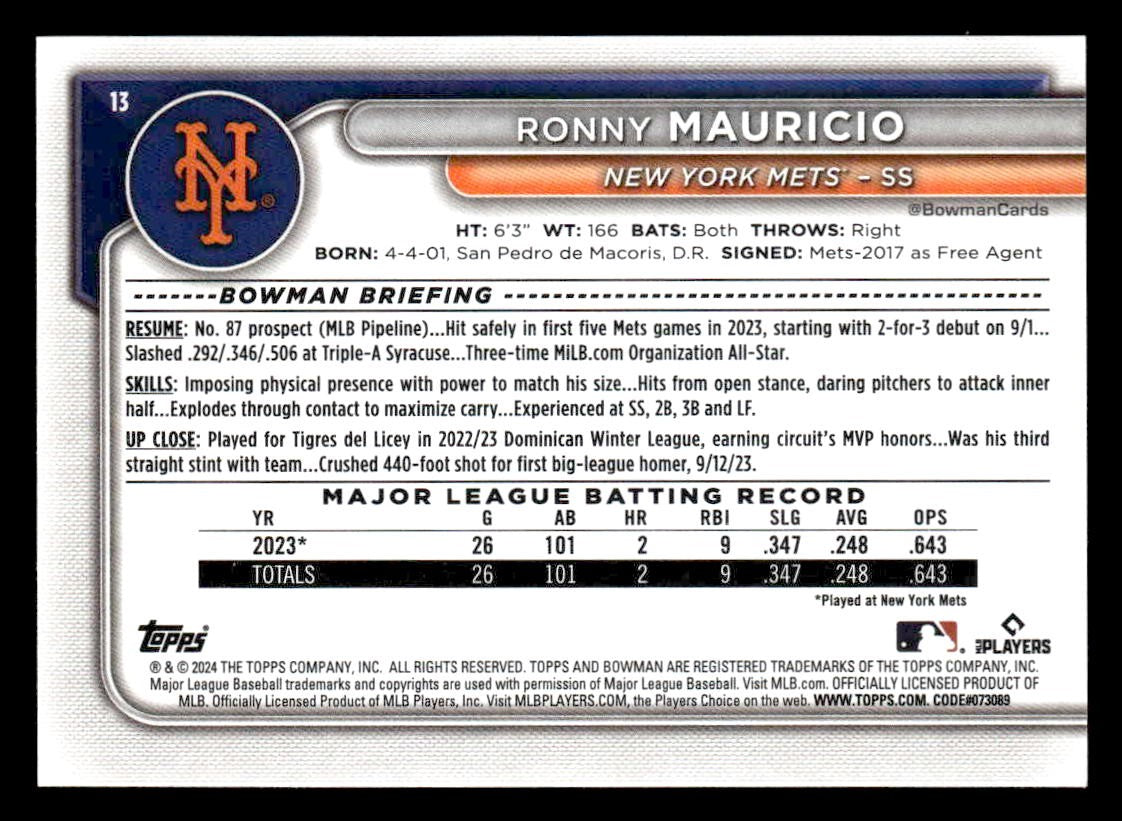 13
NY ®
RONNY MAURICIO
NEW YORK METS™ – SS
@BowmanCards
HT: 6'3" WT: 166 BATS: Both THROWS: Right
BORN: 4-4-01, San Pedro de Macoris, D.R. SIGNED: Mets-2017 as Free Agent
BOWMAN BRIEFING
RESUME: No. 87 prospect (MLB Pipeline)...Hit safely in first five Mets games in 2023, starting with 2-for-3 debut on 9/1...
Slashed .292/.346/.506 at Triple-A Syracuse...Three-time MiLB.com Organization All-Star.
SKILLS: Imposing physical presence with power to match his size...Hits from open stance, daring pitchers to attack inner
half...Explodes through contact to maximize carry...Experienced at SS, 2B, 3B and LF.
UP CLOSE: Played for Tigres del Licey in 2022/23 Dominican Winter League, earning circuit's MVP honors...Was his third
straight stint with team...Crushed 440-foot shot for first big-league homer, 9/12/23.
MAJOR LEAGUE BATTING RECORD
YR G AB HR RBI SLG AVG OPS
2023* 26 101 2 9 .347 .248 .643
TOTALS 26 101 2 9 .347 .248 .643
*Played at New York Mets
Topps®
MLB PLAYERS
® & © 2024 THE TOPPS COMPANY, INC. ALL RIGHTS RESERVED. TOPPS AND BOWMAN ARE REGISTERED TRADEMARKS OF THE TOPPS COMPANY, INC.
Major League Baseball trademarks and copyrights are used with permission of Major League Baseball. Visit MLB.com. OFFICIALLY LICENSED PRODUCT OF
MLB. Officially Licensed Product of MLB Players, Inc. Visit MLBPLAYERS.COM, the Players Choice on the web. WWW.TOPPS.COM. CODE#073089